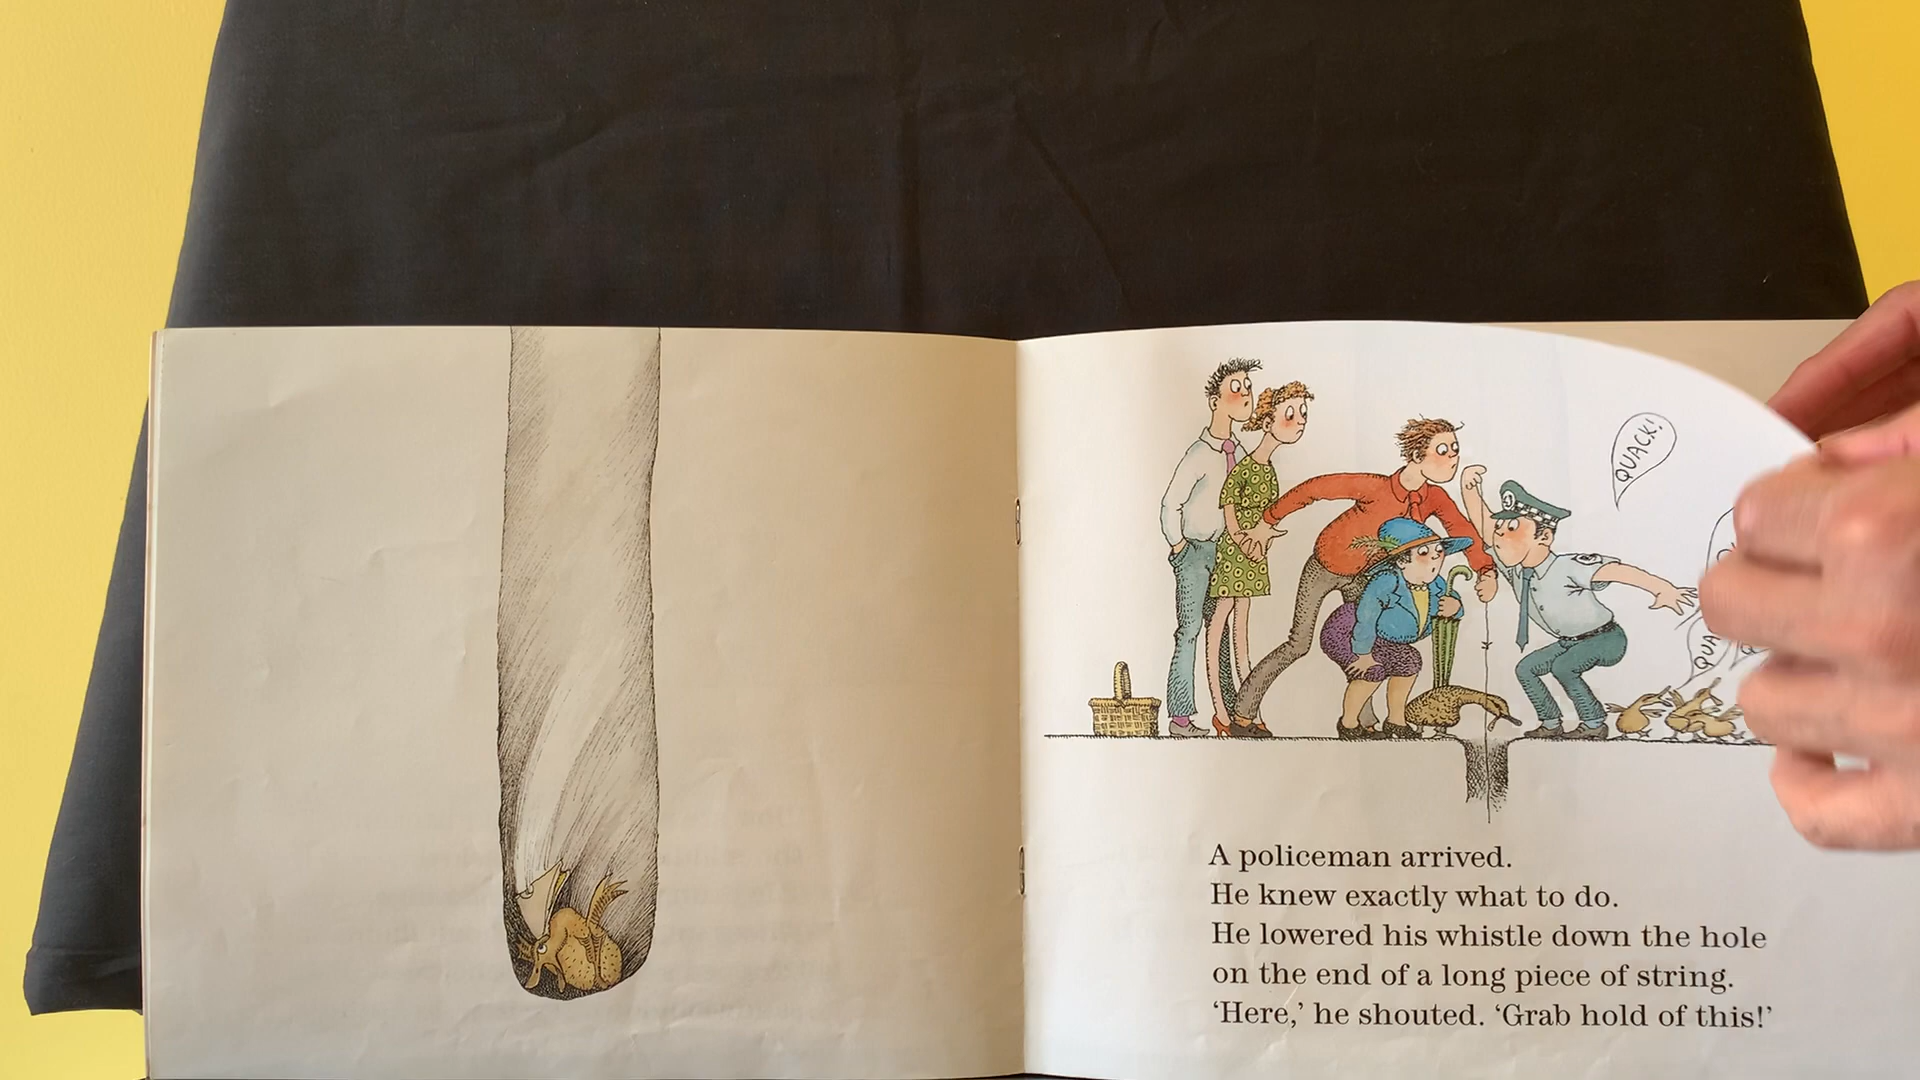 QUACK!
QUA
A policeman arrived.
He knew exactly what to do.
He lowered his whistle down the hole
on the end of a long piece of string.
‘Here,’ he shouted. ‘Grab hold of this!’